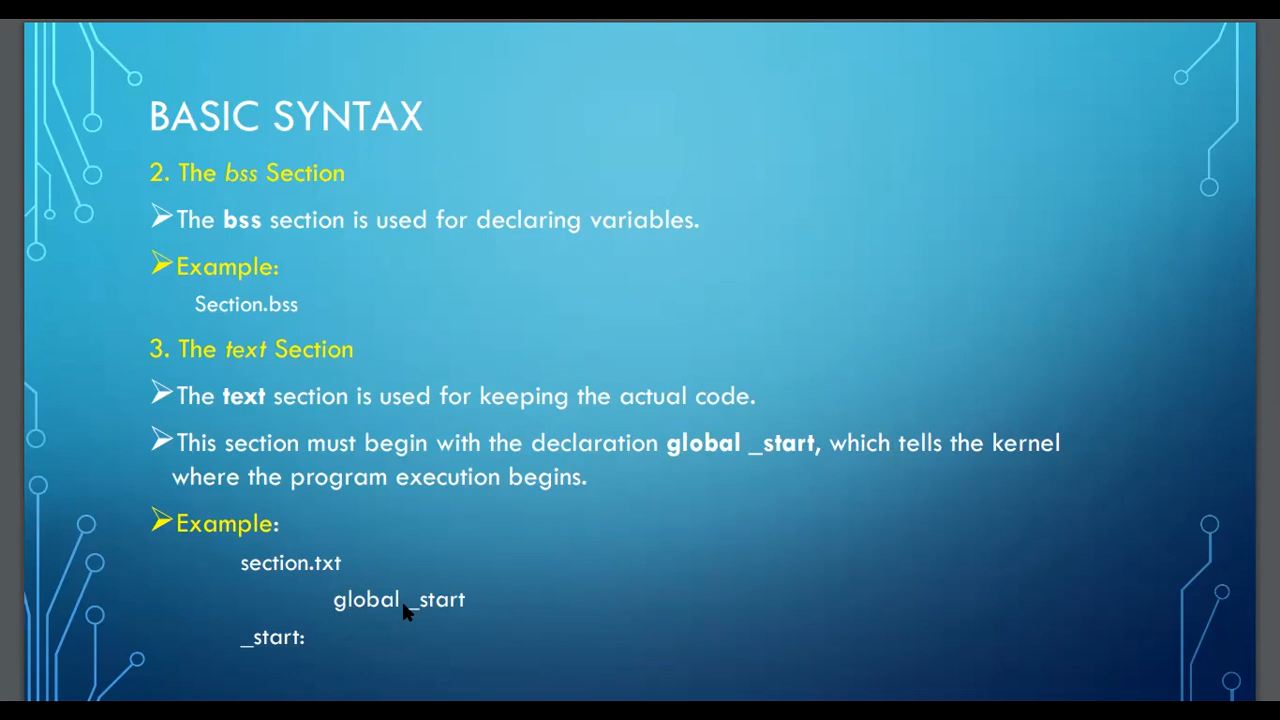 BASIC SYNTAX
2. The bss Section
The bss section is used for declaring variables.
Example:
Section.bss
3. The text Section
The text section is used for keeping the actual code.
This section must begin with the declaration global _start, which tells the kernel
where the program execution begins.
Example:
section.txt
global _start
_start: